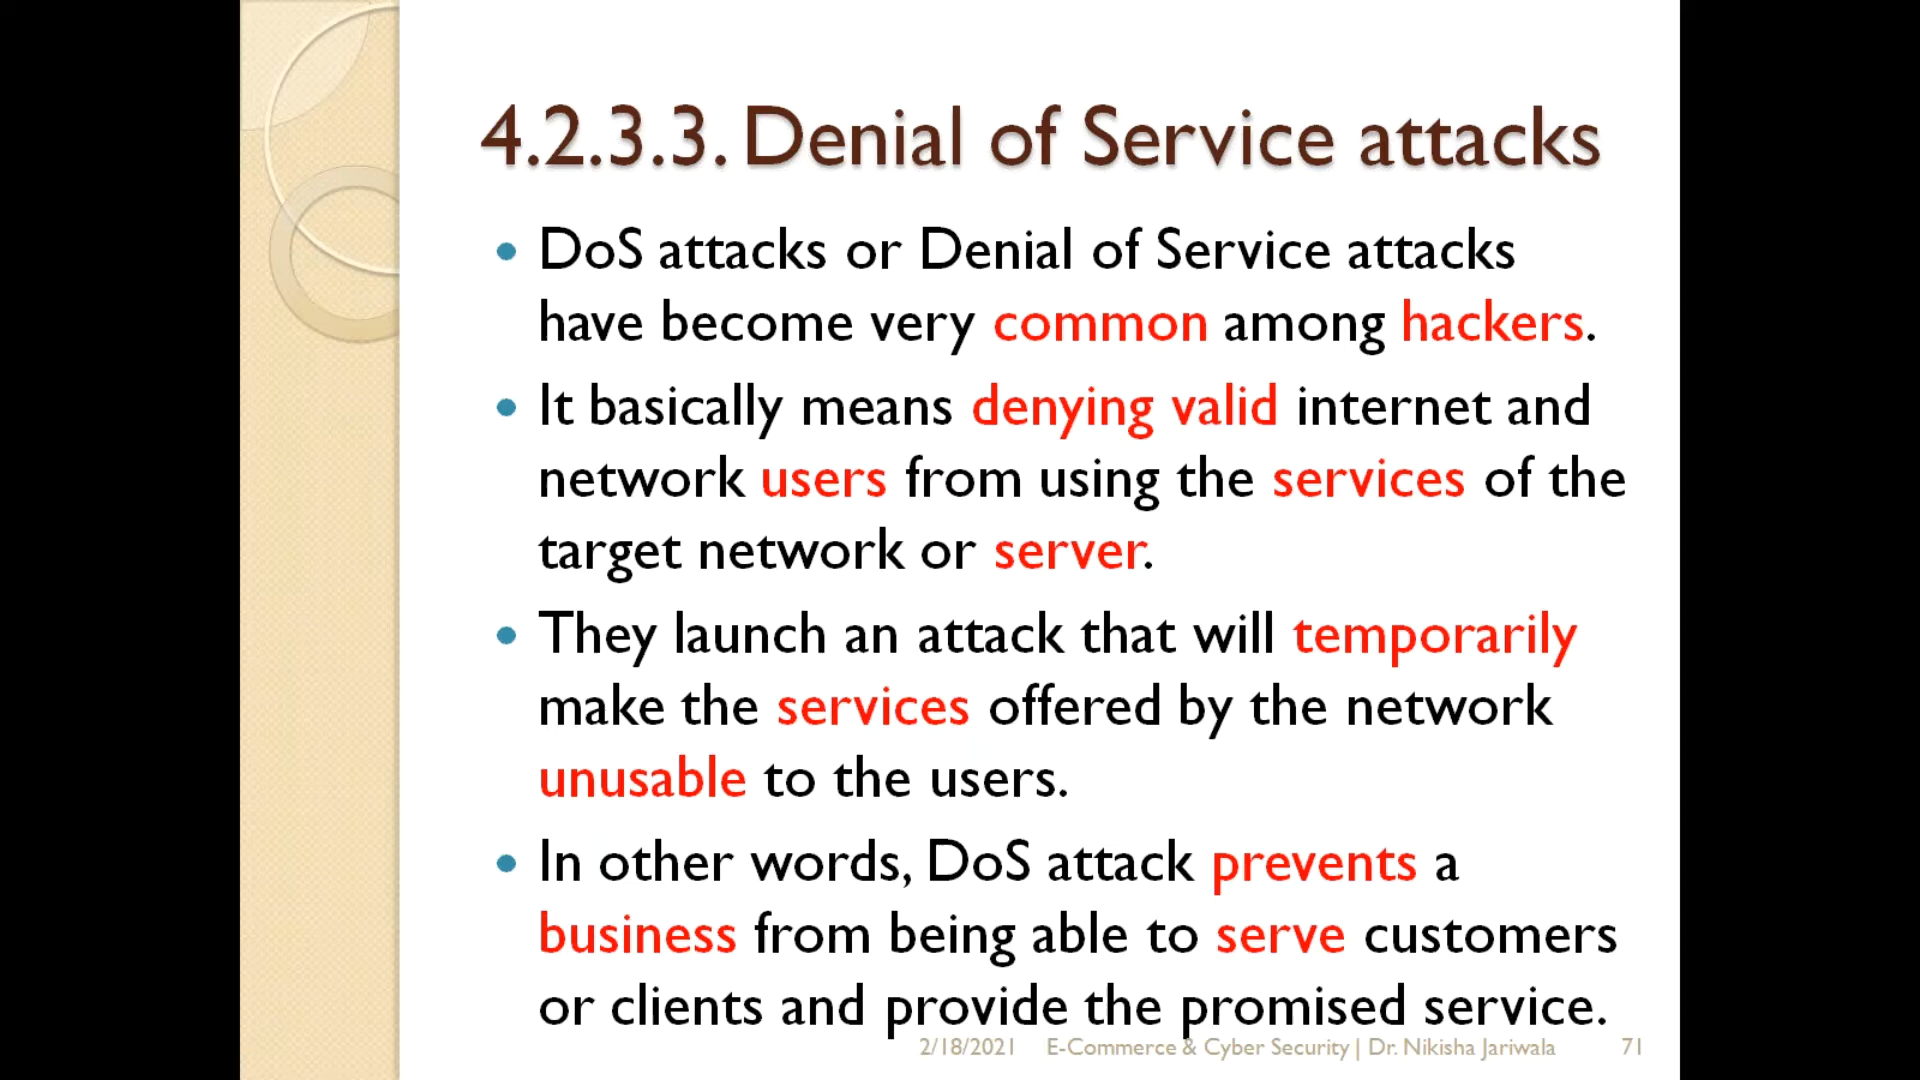 4.2.3.3. Denial of Service attacks
• DoS attacks or Denial of Service attacks
have become very common among hackers.
• It basically means denying valid internet and
network users from using the services of the
target network or server.
• They launch an attack that will temporarily
make the services offered by the network
unusable to the users.
• In other words, DoS attack prevents a
business from being able to serve customers
or clients and provide the promised service.
2/18/2021 E-Commerce & Cyber Security | Dr. Nikisha Jariwala 71